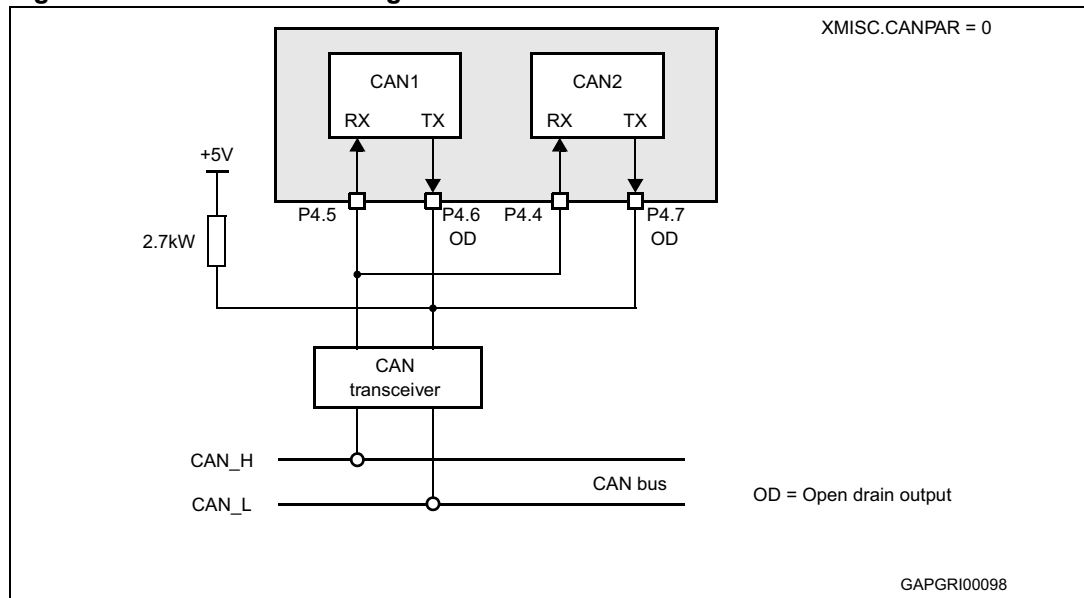 XMISC.CANPAR = 0
CAN1
CAN2
RX TX
RX TX
+5V
P4.5
P4.6
OD
P4.4
P4.7
OD
2.7kW
CAN
transceiver
CAN_H
CAN bus
CAN_L
OD = Open drain output
GAPGRI00098